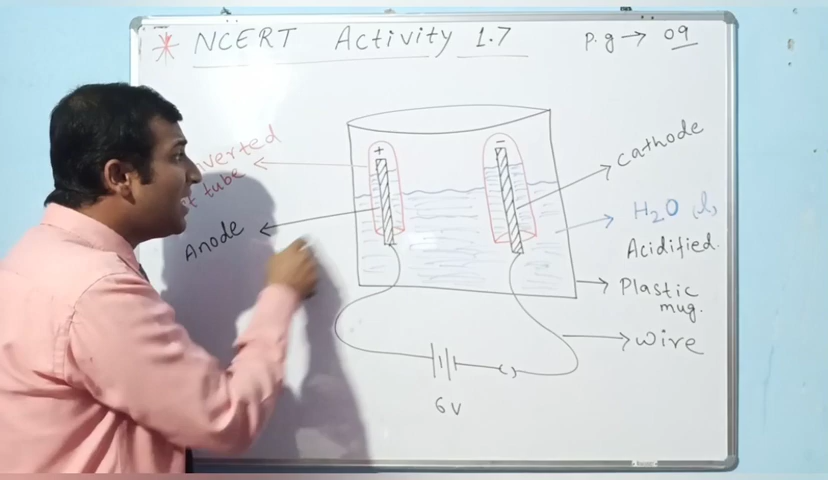 NCERT Activity 1.7
p.g → 09
verted
tube
+
−
Cathode
Anode
H₂O (l)
Acidified.
Plastic
mug.
wire
6V